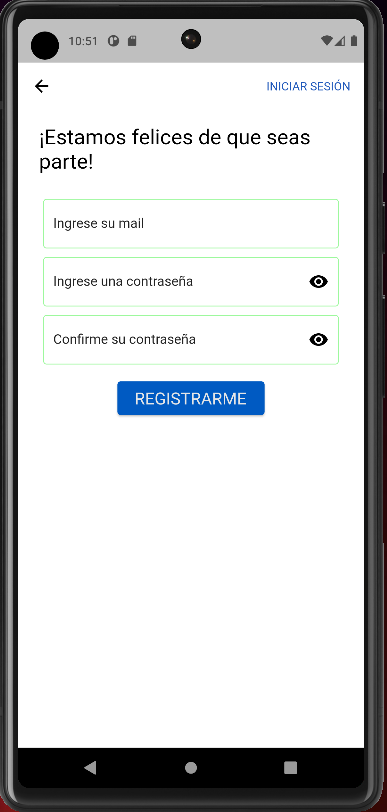 10:51
INICIAR SESIÓN
¡Estamos felices de que seas
parte!
Ingrese su mail
Ingrese una contraseña
Confirme su contraseña
REGISTRARME